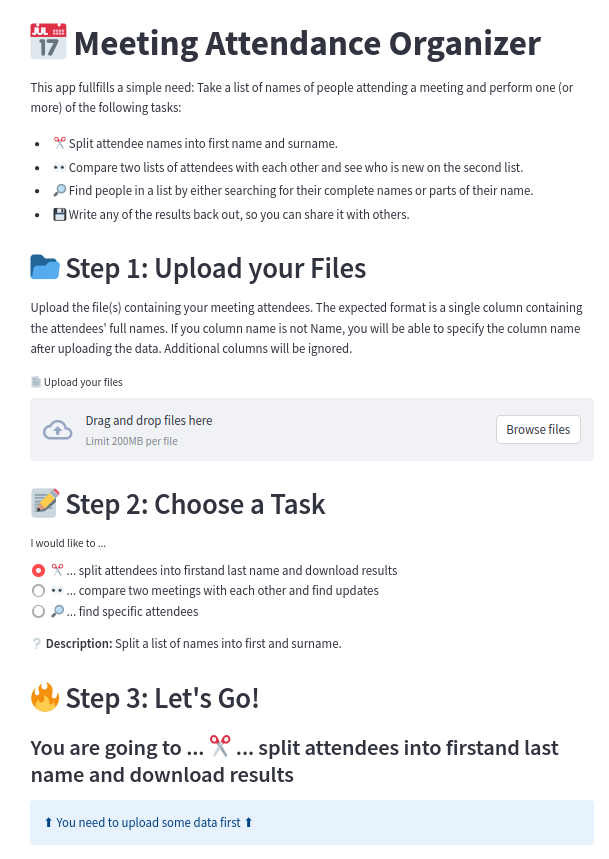 JUL 17 Meeting Attendance Organizer
This app fullfills a simple need: Take a list of names of people attending a meeting and perform one (or
more) of the following tasks:
• ✂️ Split attendee names into first name and surname.
• 👀 Compare two lists of attendees with each other and see who is new on the second list.
• 🔎 Find people in a list by either searching for their complete names or parts of their name.
• 💾 Write any of the results back out, so you can share it with others.
📂 Step 1: Upload your Files
Upload the file(s) containing your meeting attendees. The expected format is a single column containing
the attendees' full names. If you column name is not Name, you will be able to specify the column name
after uploading the data. Additional columns will be ignored.
📄 Upload your files
Drag and drop files here
Limit 200MB per file
Browse files
📝 Step 2: Choose a Task
I would like to ...
✂️ ... split attendees into firstand last name and download results
👀 ... compare two meetings with each other and find updates
🔎 ... find specific attendees
❔ Description: Split a list of names into first and surname.
🔥 Step 3: Let's Go!
You are going to ... ✂️ ... split attendees into firstand last
name and download results
⬆ You need to upload some data first ⬆